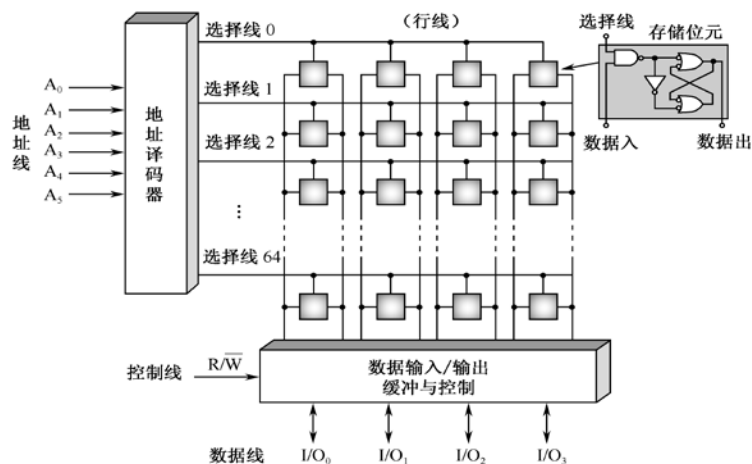 选择线 0
（行线）
选择线
存储位元
数据入
数据出
A₀
A₁
A₂
A₃
A₄
A₅
地址线
地址译码器
选择线 1
选择线 2
...
选择线 64
控制线
R/W̅
数据输入/输出
缓冲与控制
数据线
I/O₀
I/O₁
I/O₂
I/O₃